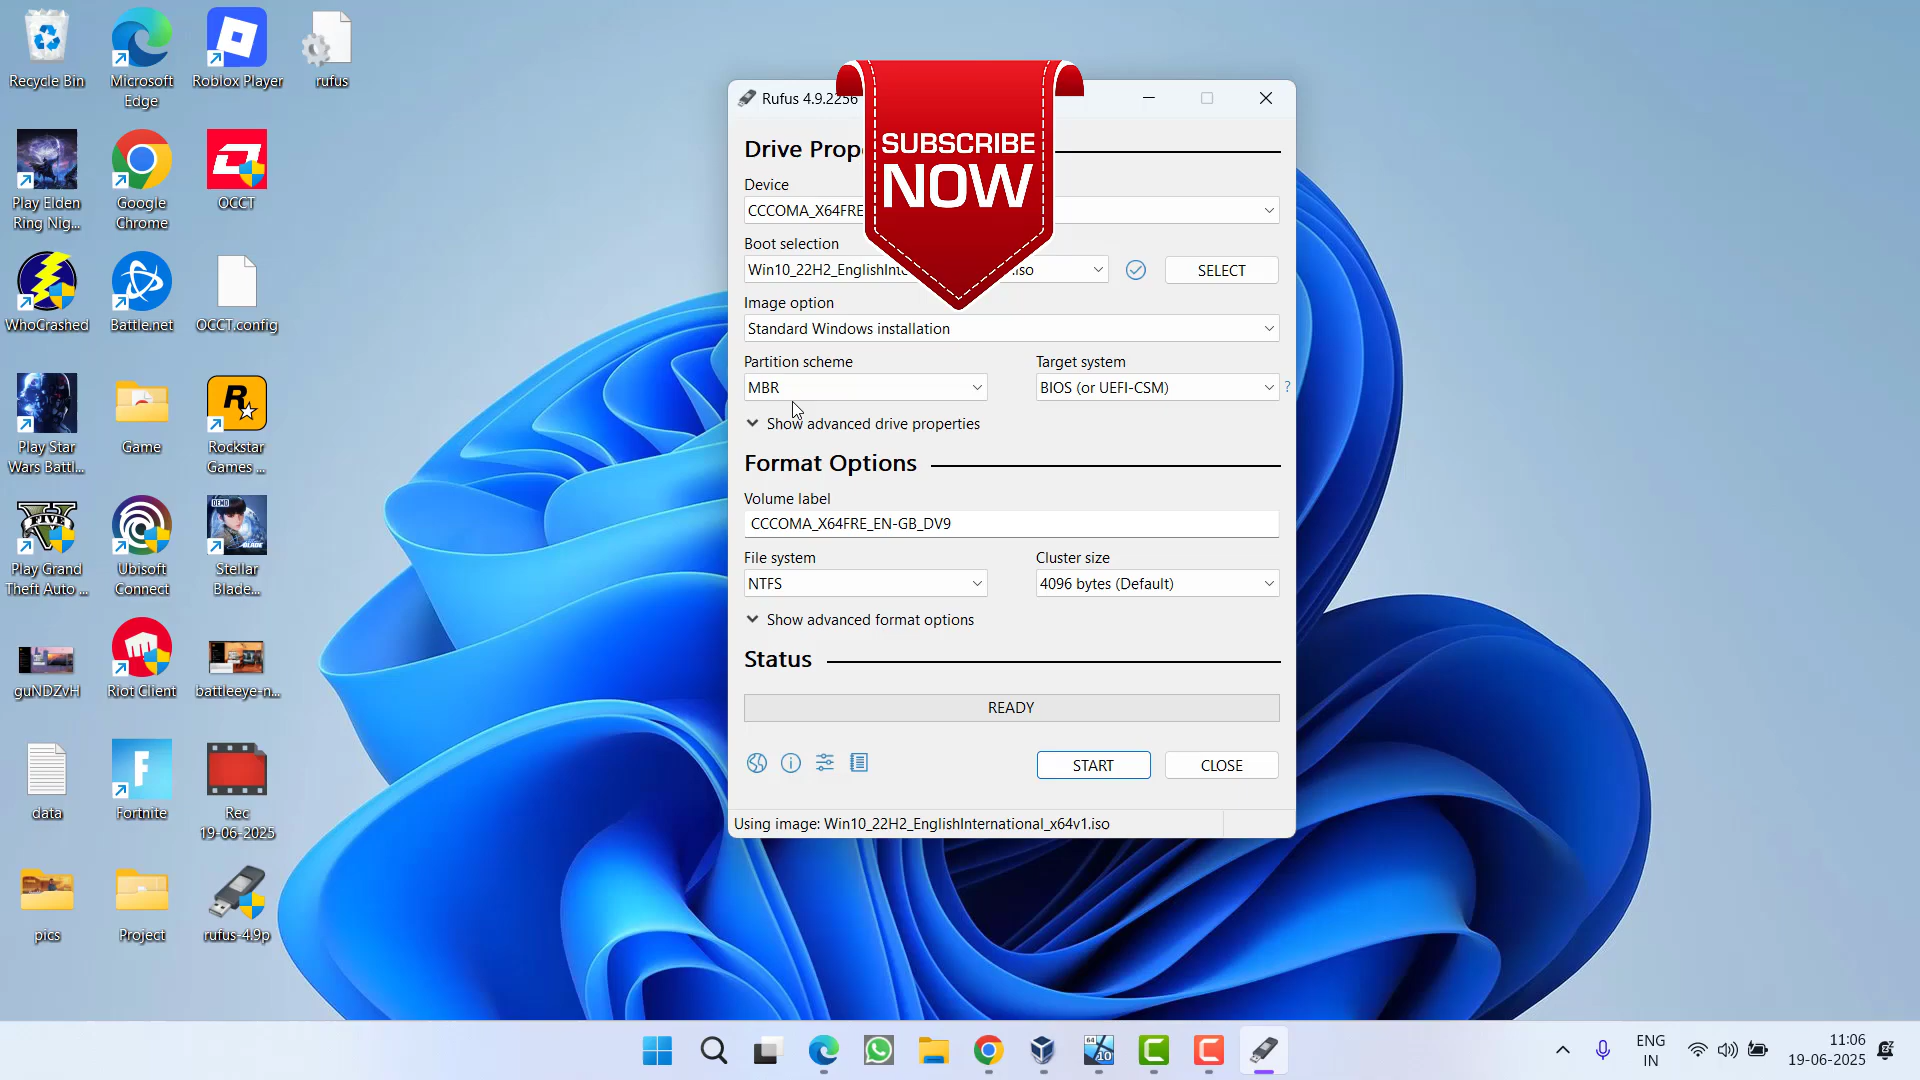 Recycle Bin
Microsoft Edge
Roblox Player
rufus
Play Elden Ring Nig...
Google Chrome
OCCT
WhoCrashed
Battle.net
OCCT.config
Play Star Wars Battl...
Game
Rockstar Games ...
FIVE
Play Grand Theft Auto ...
Ubisoft Connect
DEMO
Stellar Blade...
guNDZvH
Riot Client
battleeye-n...
data
Fortnite
Rec 19-06-2025
pics
Project
rufus-4.9p
Rufus 4.9.2256
SUBSCRIBE
NOW
Drive Prop
Device
CCCOMA_X64FRE
Boot selection
Win10_22H2_EnglishInte .iso
SELECT
Image option
Standard Windows installation
Partition scheme
Target system
MBR
BIOS (or UEFI-CSM)
?
Show advanced drive properties
Format Options
Volume label
CCCOMA_X64FRE_EN-GB_DV9
File system
Cluster size
NTFS
4096 bytes (Default)
Show advanced format options
Status
READY
START
CLOSE
Using image: Win10_22H2_EnglishInternational_x64v1.iso
64
10
ENG
IN
11:06
19-06-2025